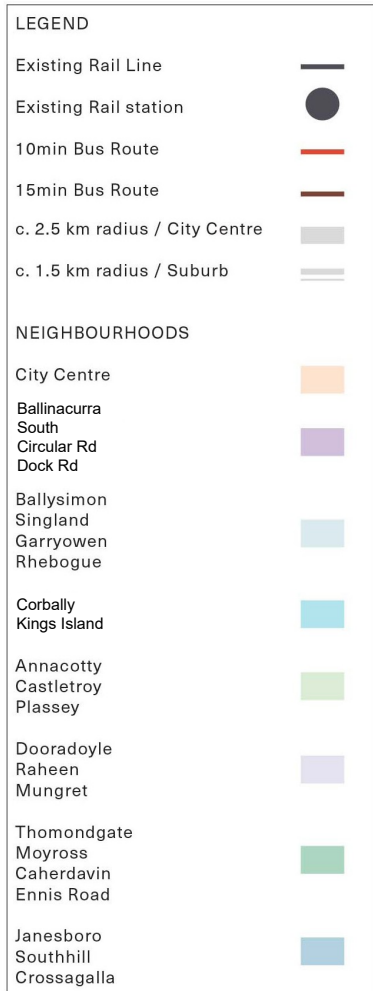 LEGEND
Existing Rail Line
Existing Rail station
10min Bus Route
15min Bus Route
c. 2.5 km radius / City Centre
c. 1.5 km radius / Suburb
NEIGHBOURHOODS
City Centre
Ballinacurra
South
Circular Rd
Dock Rd
Ballysimon
Singland
Garryowen
Rhebogue
Corbally
Kings Island
Annacotty
Castletroy
Plassey
Dooradoyle
Raheen
Mungret
Thomondgate
Moyross
Caherdavin
Ennis Road
Janesboro
Southhill
Crossagalla